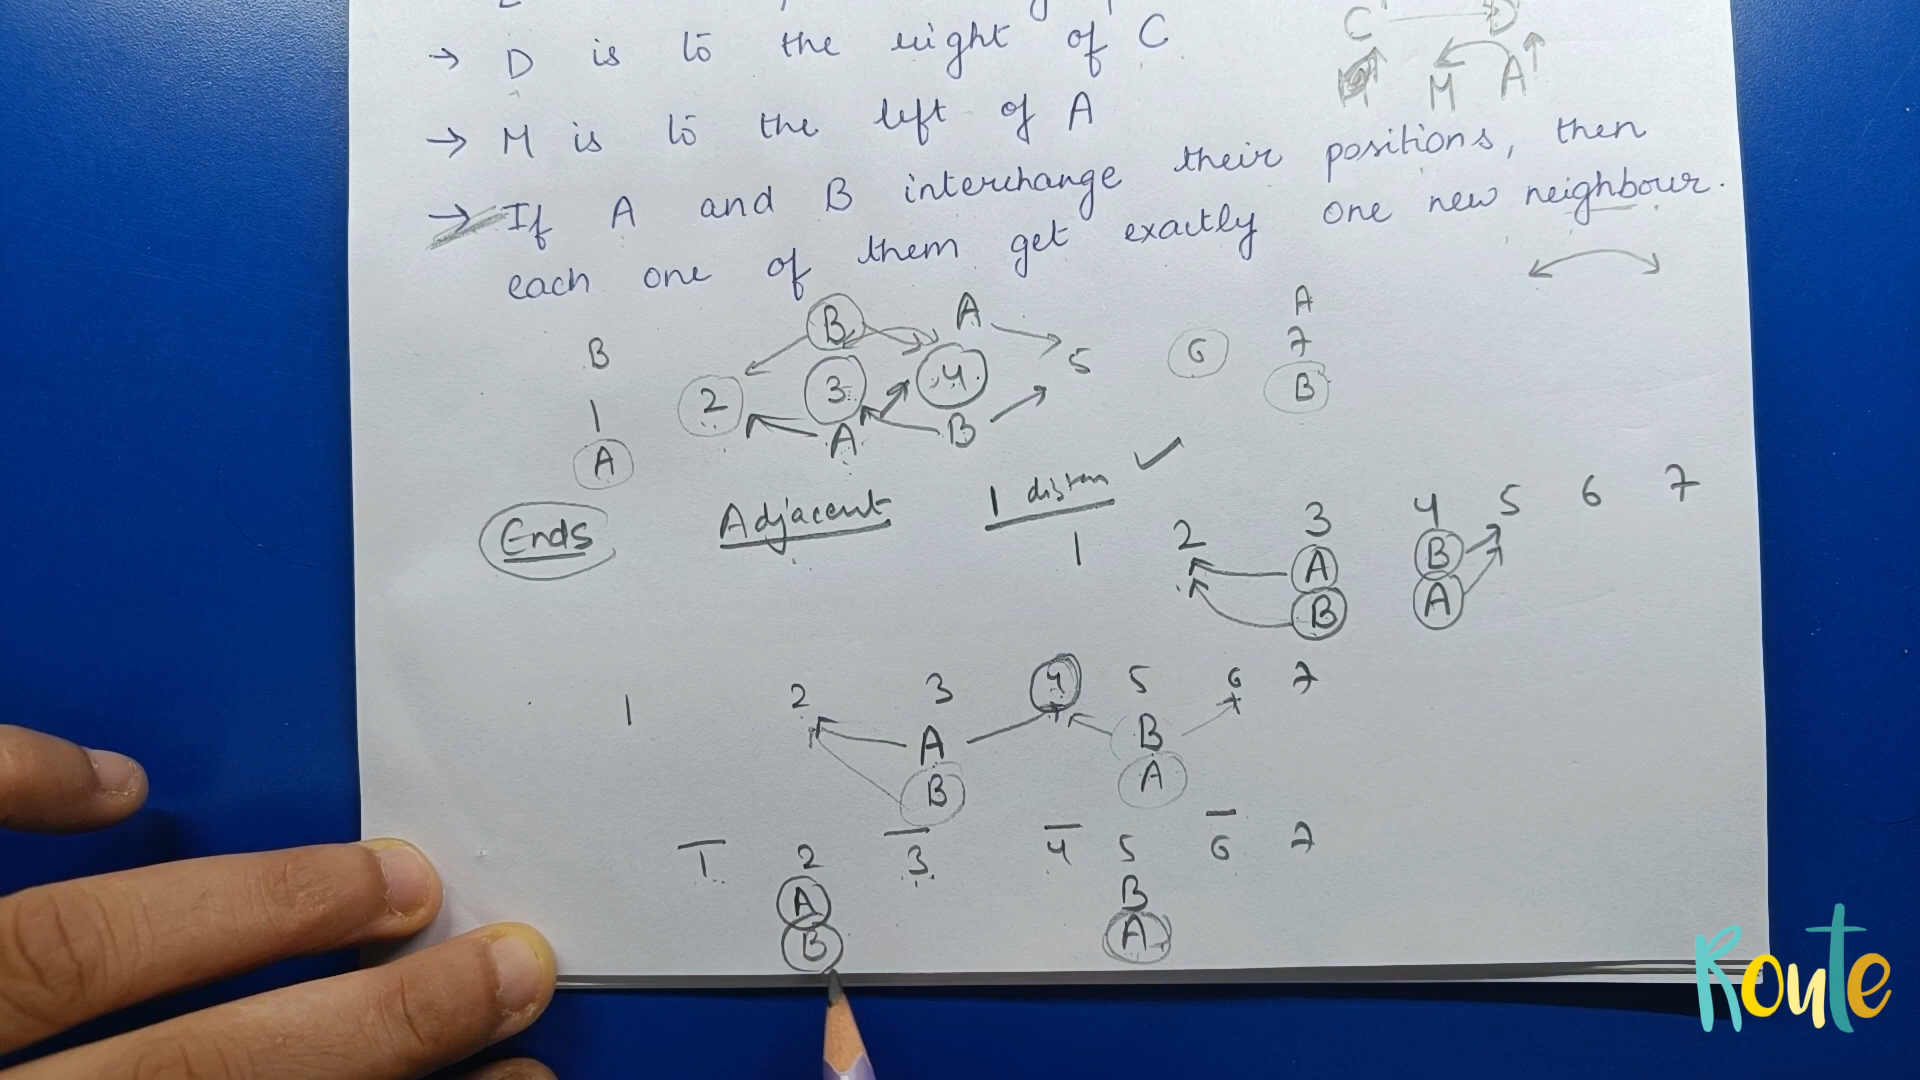 → D is to the right of C
C → D
M A
→ M is to the left of A
→ If A and B interchange their positions, then
each one of them get exactly one new neighbour.
B B A A
1 2 3 4 5 6 7
A A B B
Ends Adjacent 1 distan ✓
1 2 3 4 5 6 7
A B
B A
1 2 3 4 5 6 7
A B
B A
1 2 3 4 5 6 7
A B
B A
Route